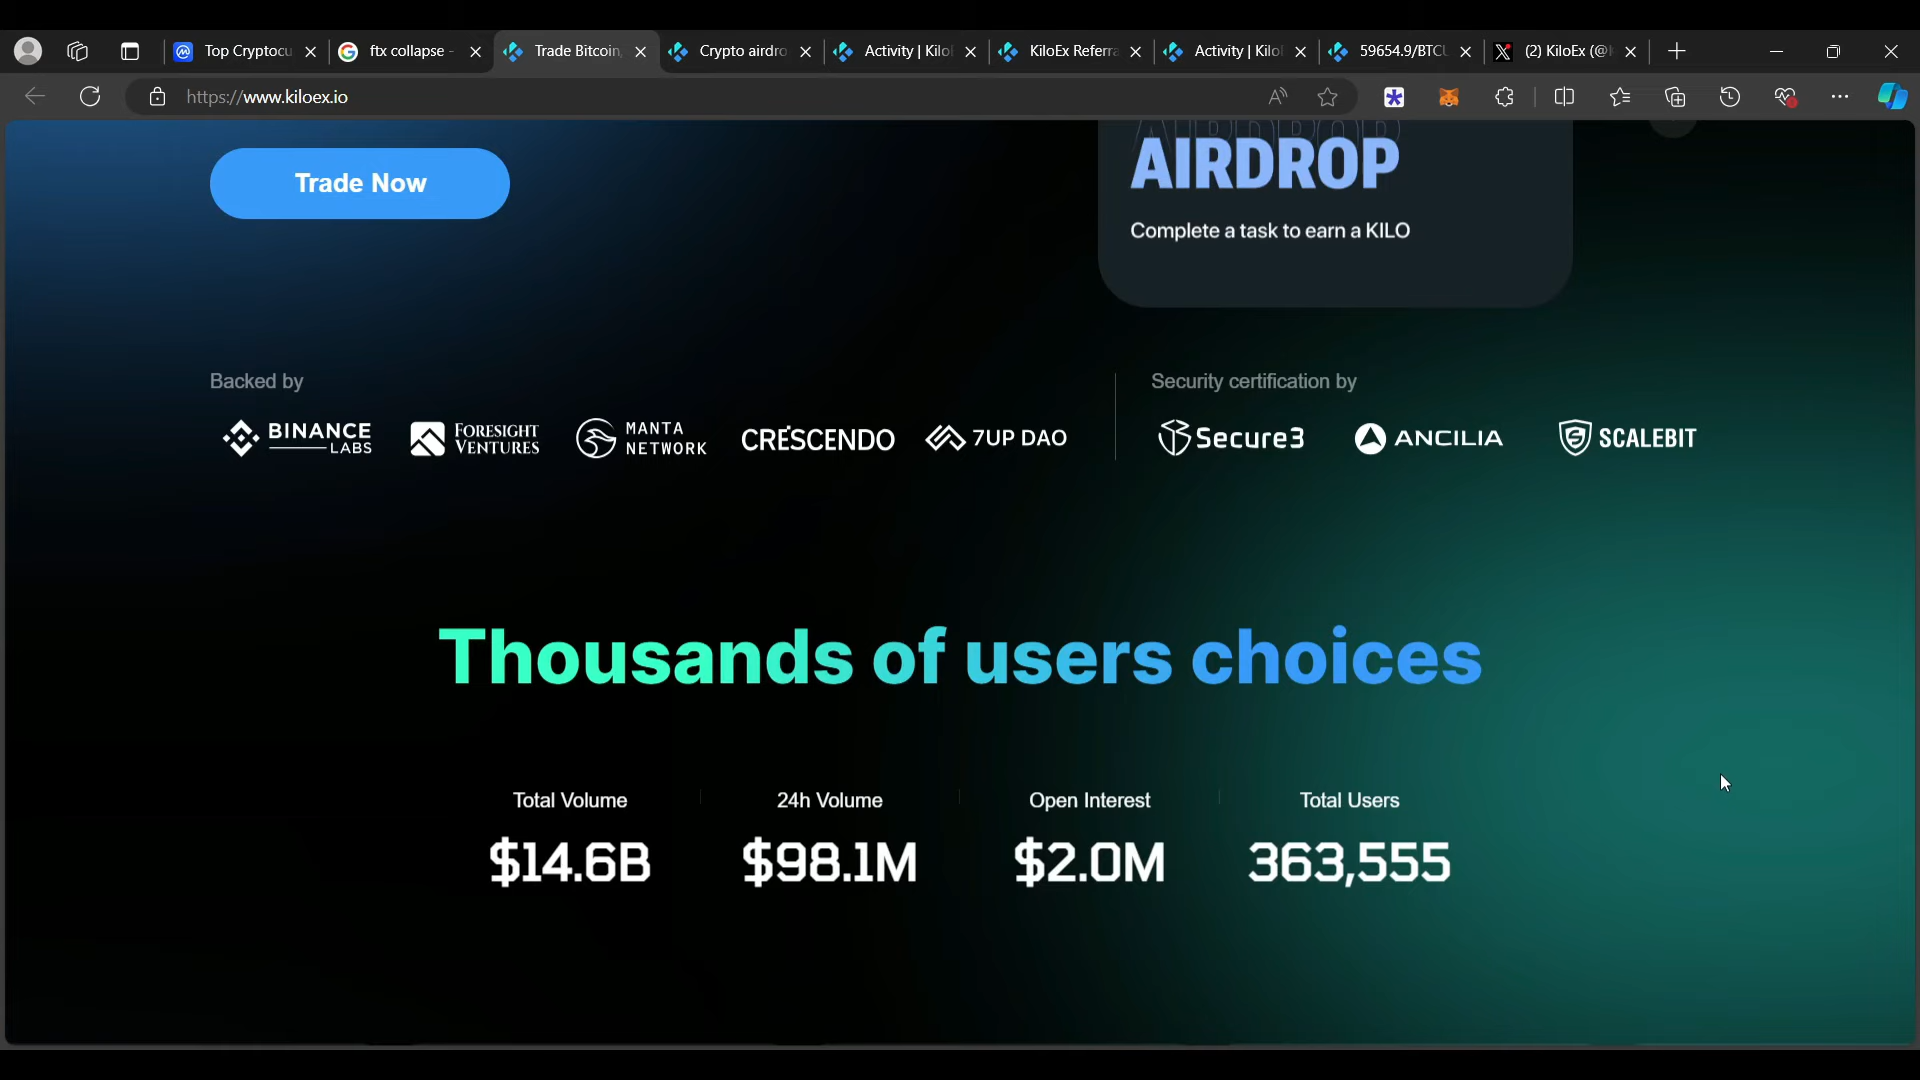 Top Cryptocu
ftx collapse -
Trade Bitcoin,
Crypto airdro
Activity | Kilo
KiloEx Referra
Activity | Kilo
59654.9/BTCU
(2) KiloEx (@
https://www.kiloex.io
Trade Now
AIRDROP
AIRDROP
Complete a task to earn a KILO
Backed by
Security certification by
BINANCE
LABS
FORESIGHT
VENTURES
MANTA
NETWORK
CRESCENDO
7UP DAO
Secure3
ANCILIA
SCALEBIT
Thousands of users choices
Total Volume
24h Volume
Open Interest
Total Users
$14.6B
$98.1M
$2.0M
363,555